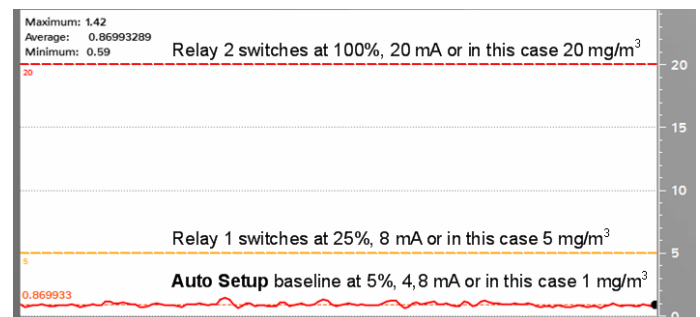 Maximum: 1.42
Average: 0.86993289
Minimum: 0.59
Relay 2 switches at 100%, 20 mA or in this case 20 mg/m³
20
20
15
10
Relay 1 switches at 25%, 8 mA or in this case 5 mg/m³
5
5
Auto Setup baseline at 5%, 4,8 mA or in this case 1 mg/m³
0.869933
0